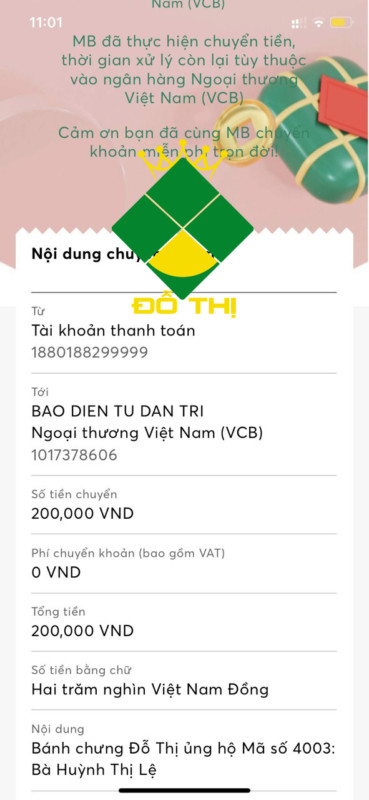 Nam (VCB)
11:01
MB đã thực hiện chuyển tiền,
thời gian xử lý còn lại tùy thuộc
vào ngân hàng Ngoại thương
Việt Nam (VCB)
Cảm ơn bạn đã cùng MB chuyển
khoản miễn phí trọn đời!
Nội dung
ĐÔ THỊ
Từ
Tài khoản thanh toán
1880188299999
Tới
BAO DIEN TU DAN TRI
Ngoại thương Việt Nam (VCB)
1017378606
Số tiền chuyển
200,000 VND
Phí chuyển khoản (bao gồm VAT)
0 VND
Tổng tiền
200,000 VND
Số tiền bằng chữ
Hai trăm nghìn Việt Nam Đồng
Nội dung
Bánh chưng Đỗ Thị ủng hộ Mã số 4003:
Bà Huỳnh Thị Lệ